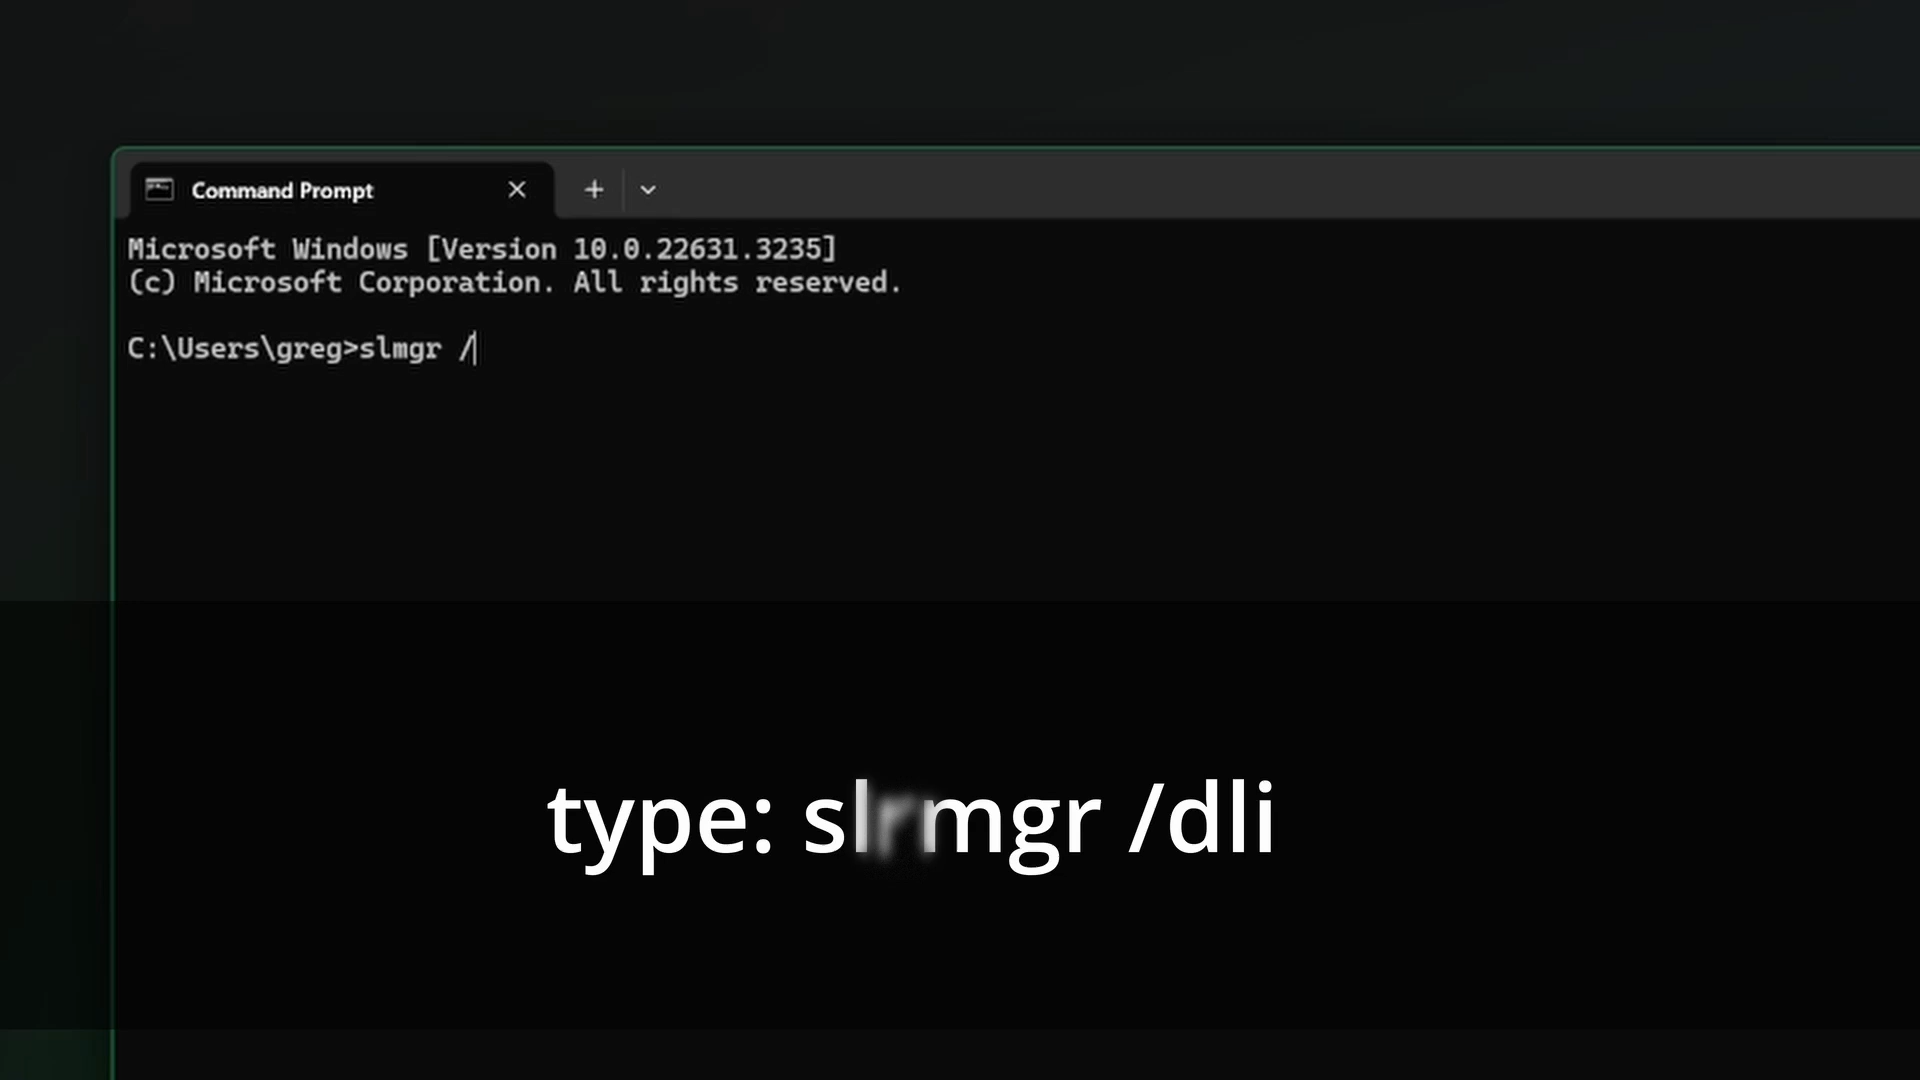 Command Prompt
Microsoft Windows [Version 10.0.22631.3235]
(c) Microsoft Corporation. All rights reserved.
C:\Users\greg>slmgr /
type: slrmgr /dli